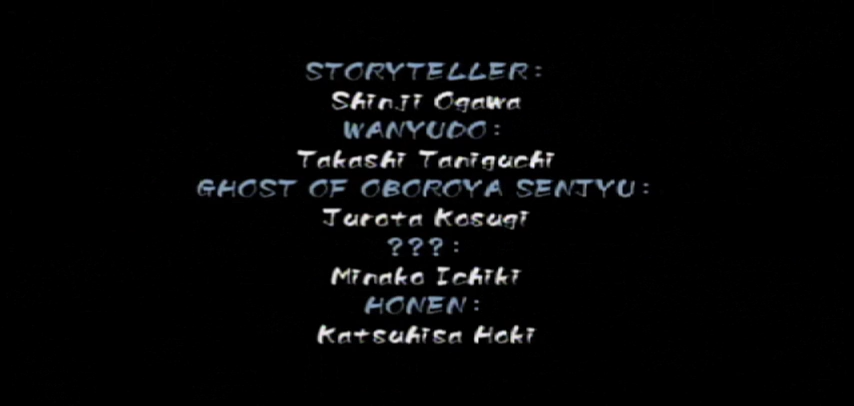 STORYTELLER:
Shinji Ogawa
WANYUDO:
Takashi Taniguchi
GHOST OF OBOROYA SENJYU:
Jurota Kosugi
???:
Minako Ichiki
HONEN:
Katsuhisa Hoki